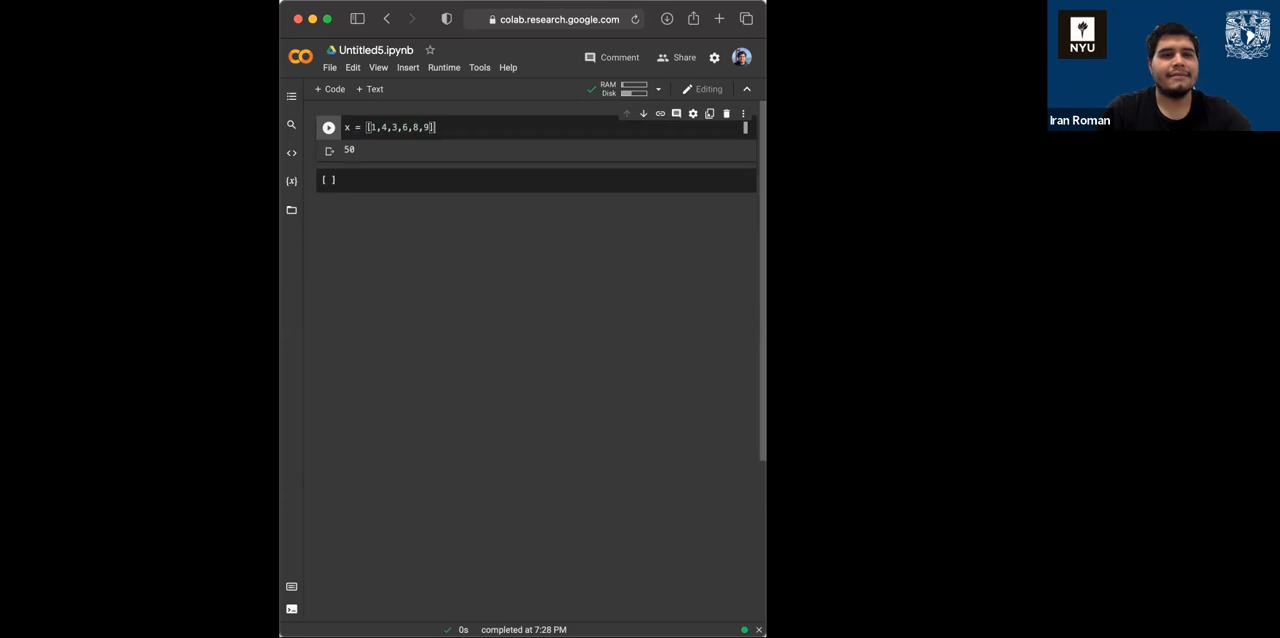 colab.research.google.com
Untitled5.ipynb
Comment
Share
File Edit View Insert Runtime Tools Help
+ Code + Text
RAM
Disk
Editing
x = [1,4,3,6,8,9]
50
[ ]
0s completed at 7:28 PM
NYU
Iran Roman